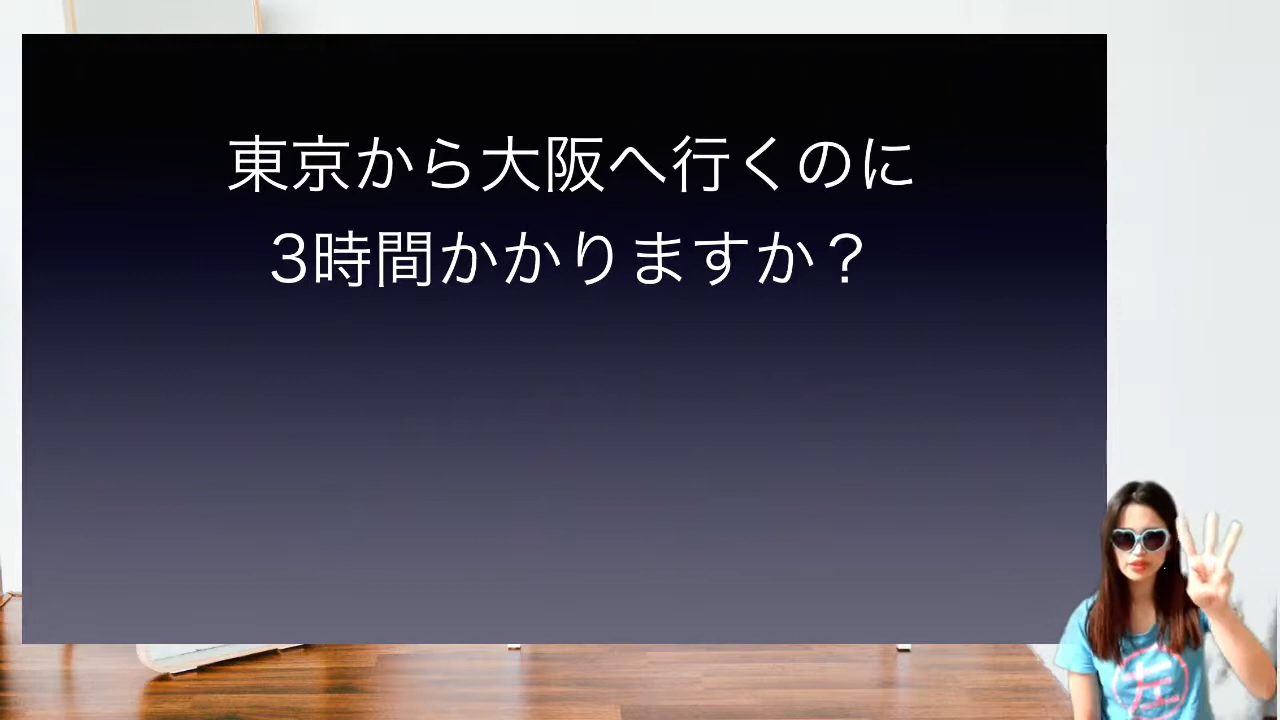 東京から大阪へ行くのに
3時間かかりますか？
左